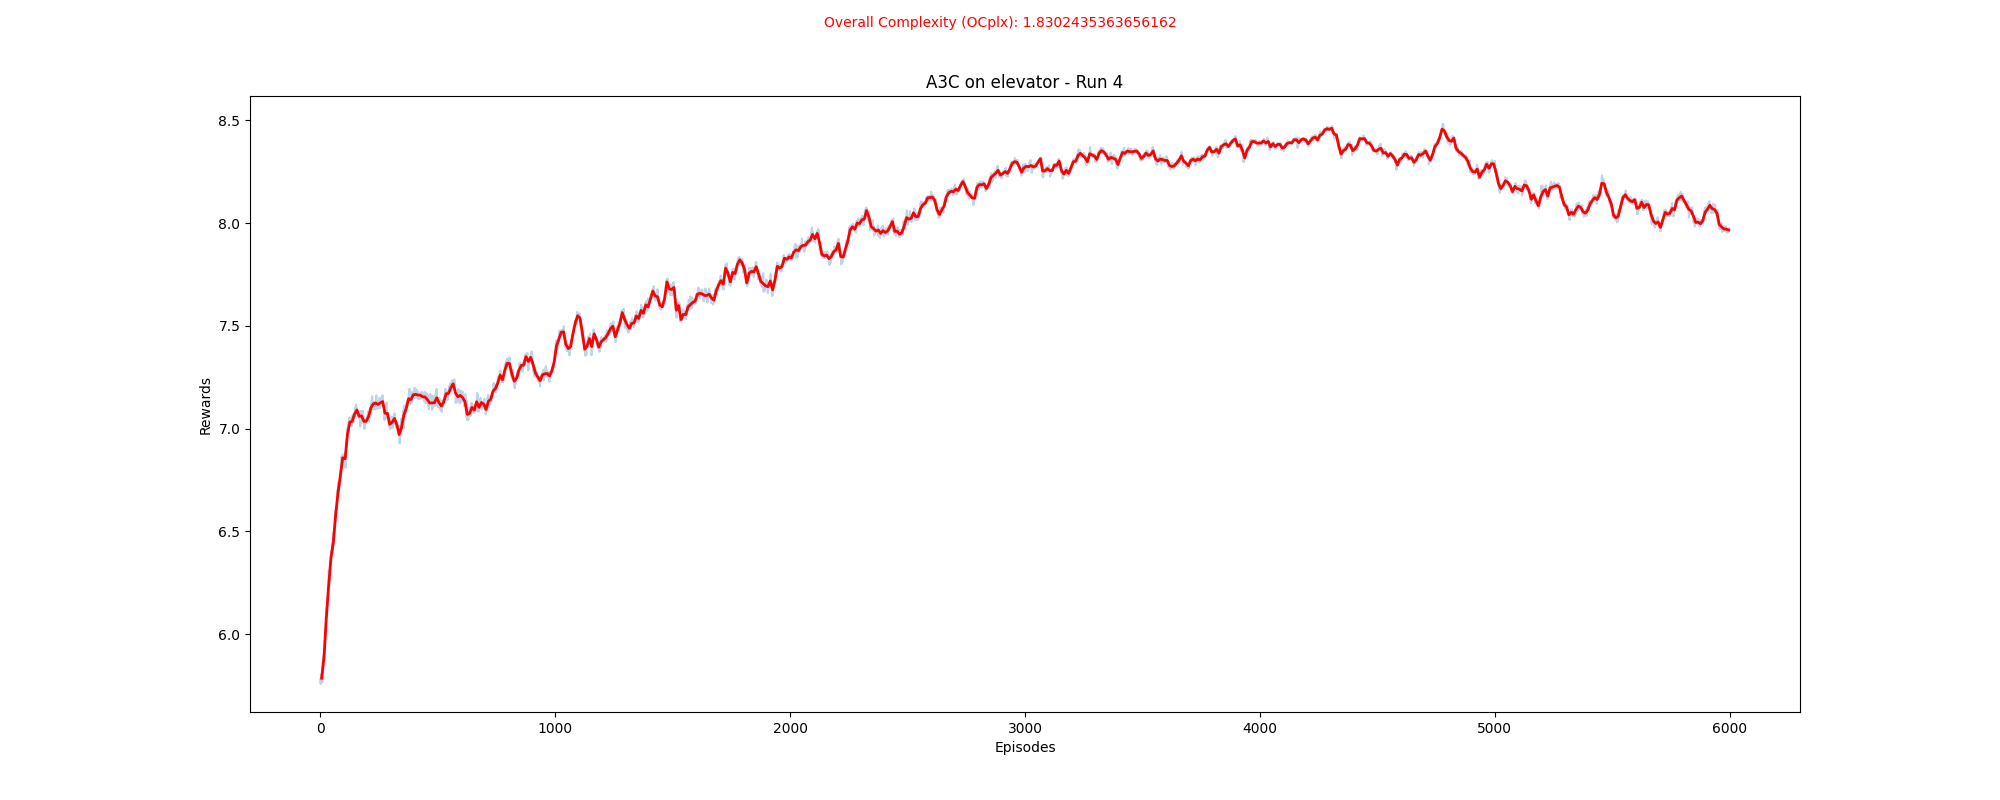 Overall Complexity (OCplx): 1.8302435363656162
A3C on elevator - Run 4
Rewards
8.5
8.0
7.5
7.0
6.5
6.0
0 1000 2000 3000 4000 5000 6000
Episodes